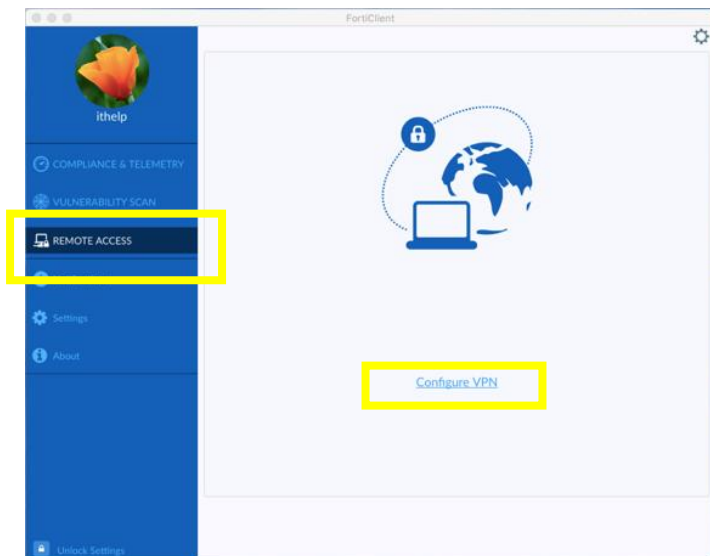 FortiClient
ithelp
COMPLIANCE & TELEMETRY
VULNERABILITY SCAN
REMOTE ACCESS
Settings
About
Configure VPN
Unlock Settings